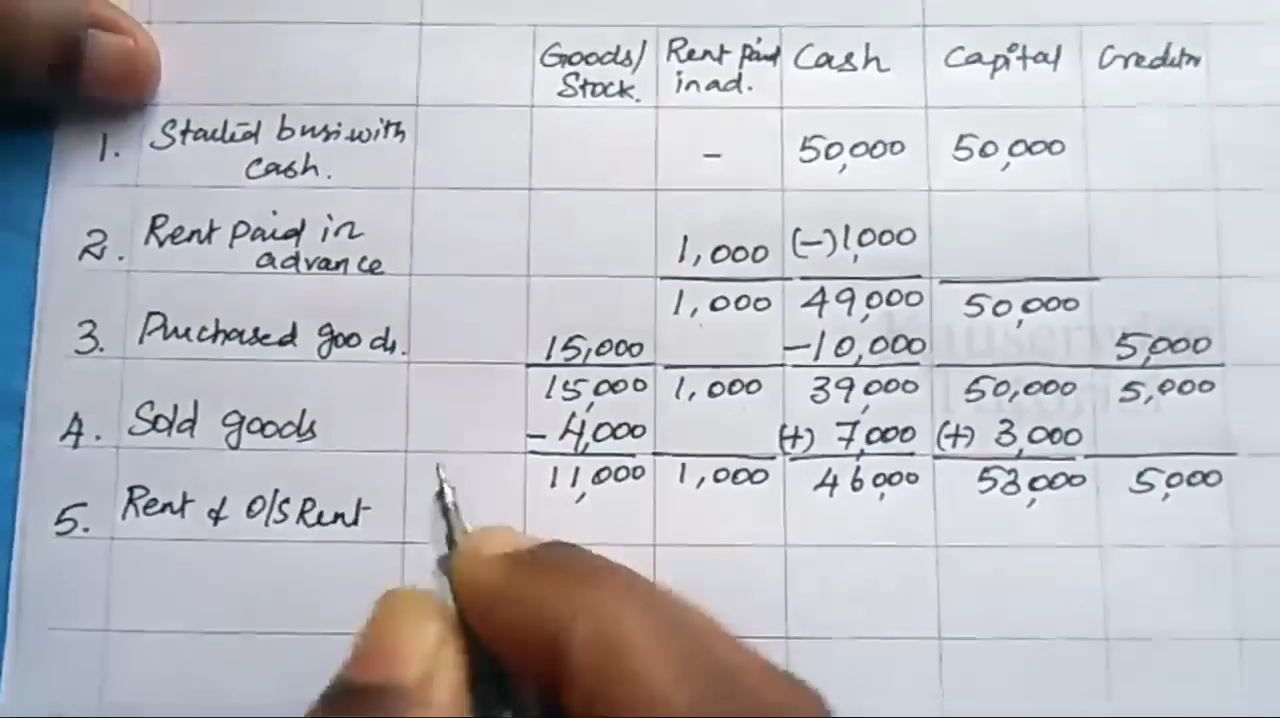 Goods/ Rent paid Cash Capital Creditn
Stock. in ad.
1. Started busi with - 50,000 50,000
cash.
2. Rent paid in 1,000 (-) 1,000
advance
1,000 49,000 50,000
3. Purchased goods. 15,000 -10,000 5,000
15,000 1,000 39,000 50,000 5,000
4. Sold goods - 4,000 (+) 7,000 (+) 3,000
11,000 1,000 46,000 53,000 5,000
5. Rent & O/S Rent